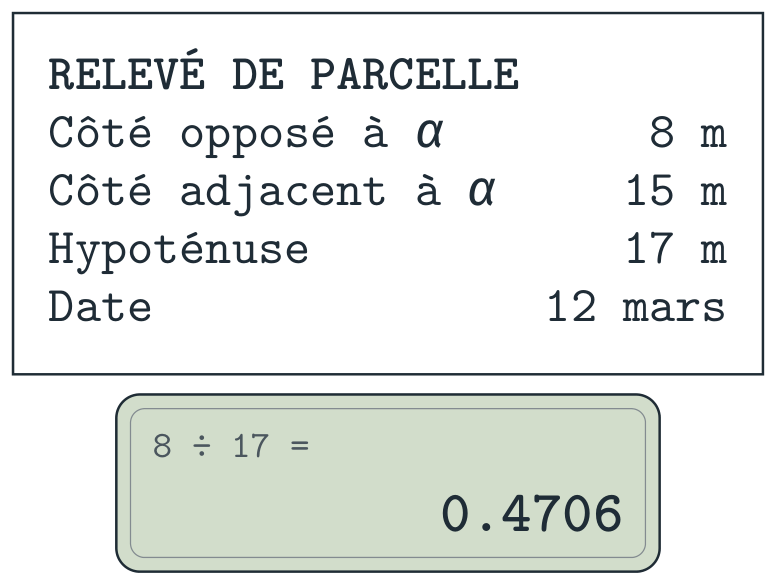 RELEVÉ DE PARCELLE
Côté opposé à α 8 m
Côté adjacent à α 15 m
Hypoténuse 17 m
Date 12 mars
8 ÷ 17 =
0.4706